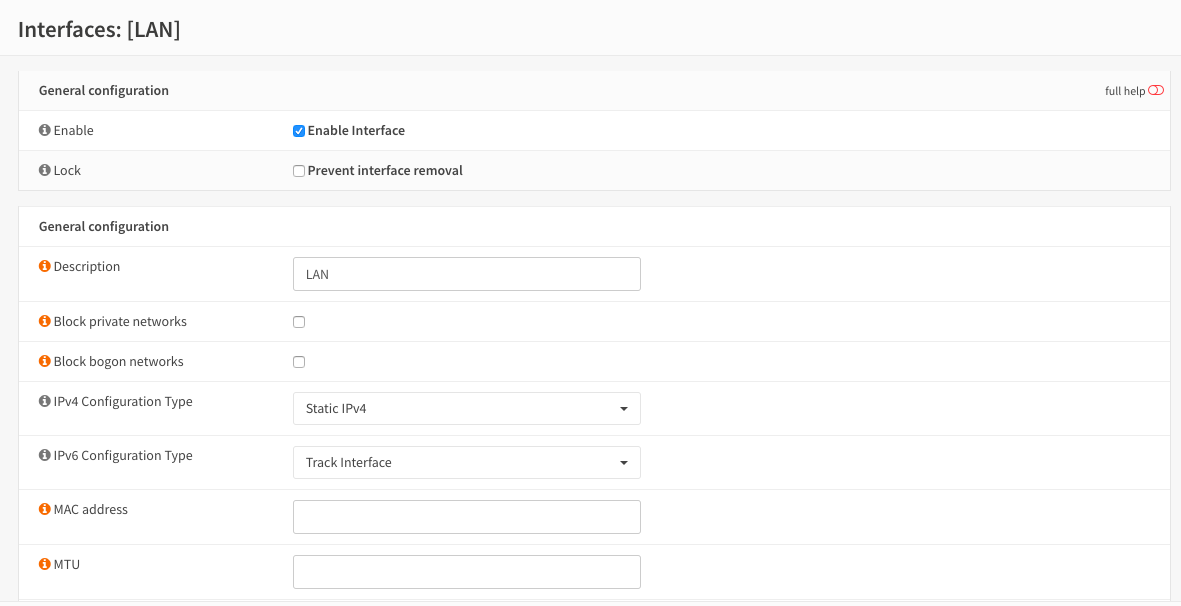 Interfaces: [LAN]
General configuration
full help
Enable
Enable Interface
Lock
Prevent interface removal
General configuration
Description
LAN
Block private networks
Block bogon networks
IPv4 Configuration Type
Static IPv4
IPv6 Configuration Type
Track Interface
MAC address
MTU